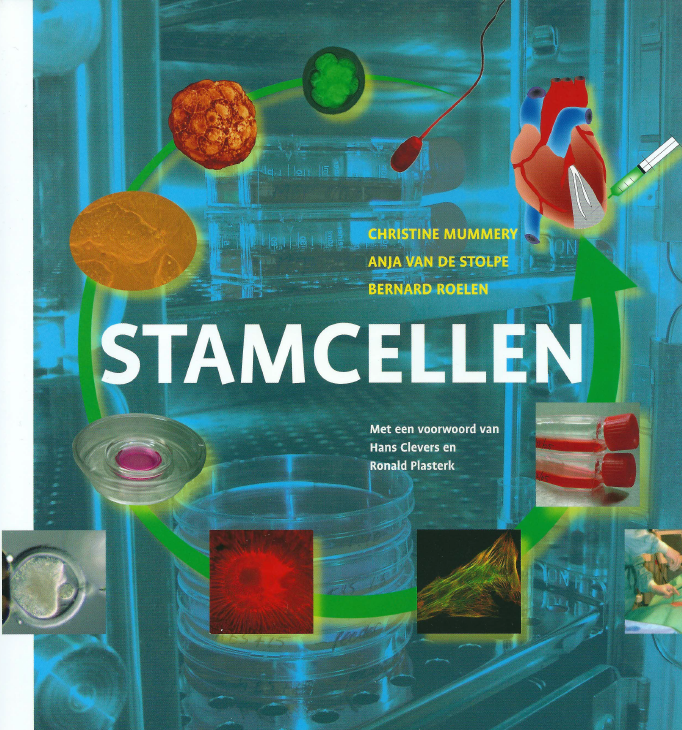 CHRISTINE MUMMERY
ANJA VAN DE STOLPE
BERNARD ROELEN
STAMCELLEN
Met een voorwoord van
Hans Clevers en
Ronald Plasterk